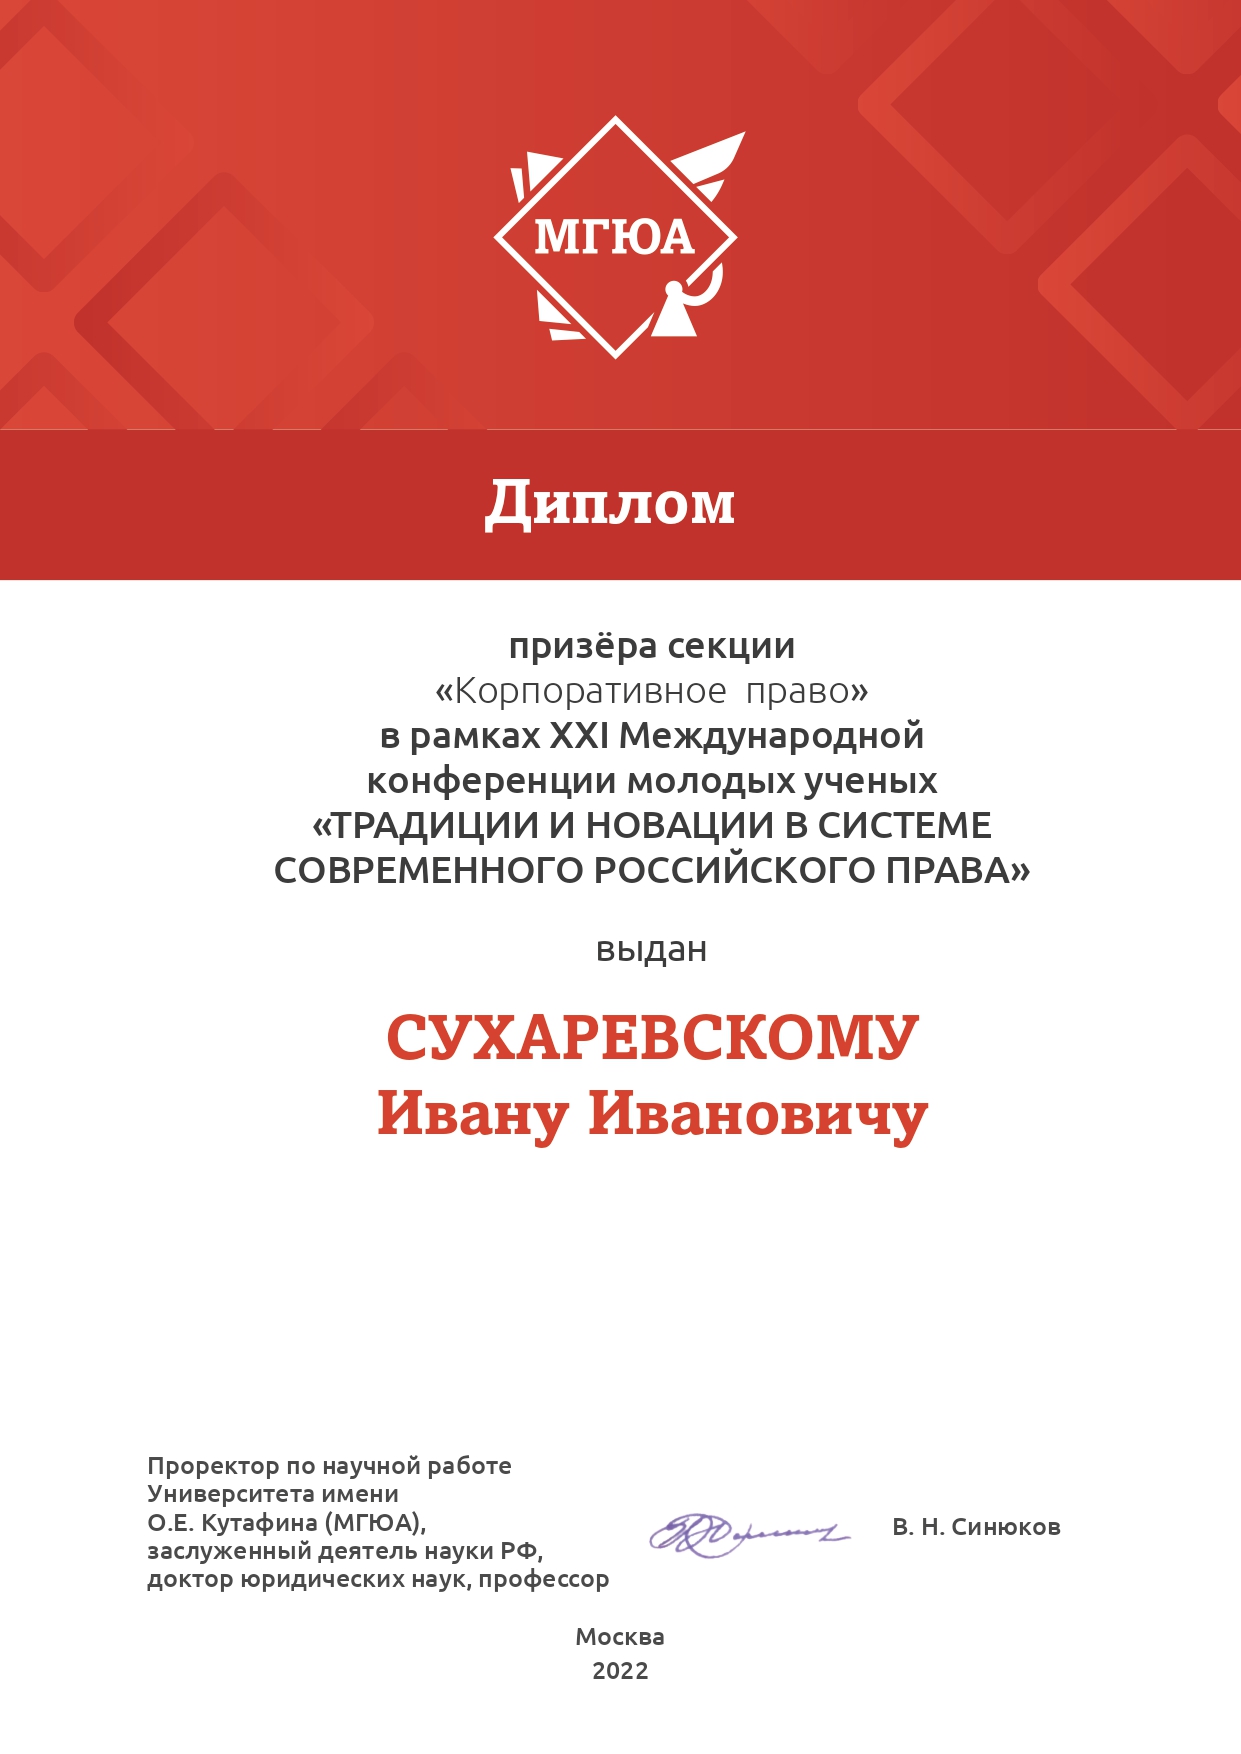 МГЮА
Диплом
призёра секции
«Корпоративное право»
в рамках XXI Международной
конференции молодых ученых
«ТРАДИЦИИ И НОВАЦИИ В СИСТЕМЕ
СОВРЕМЕННОГО РОССИЙСКОГО ПРАВА»
выдан
СУХАРЕВСКОМУ
Ивану Ивановичу
Проректор по научной работе
Университета имени
О.Е. Кутафина (МГЮА),
заслуженный деятель науки РФ,
доктор юридических наук, профессор
В. Н. Синюков
Москва
2022